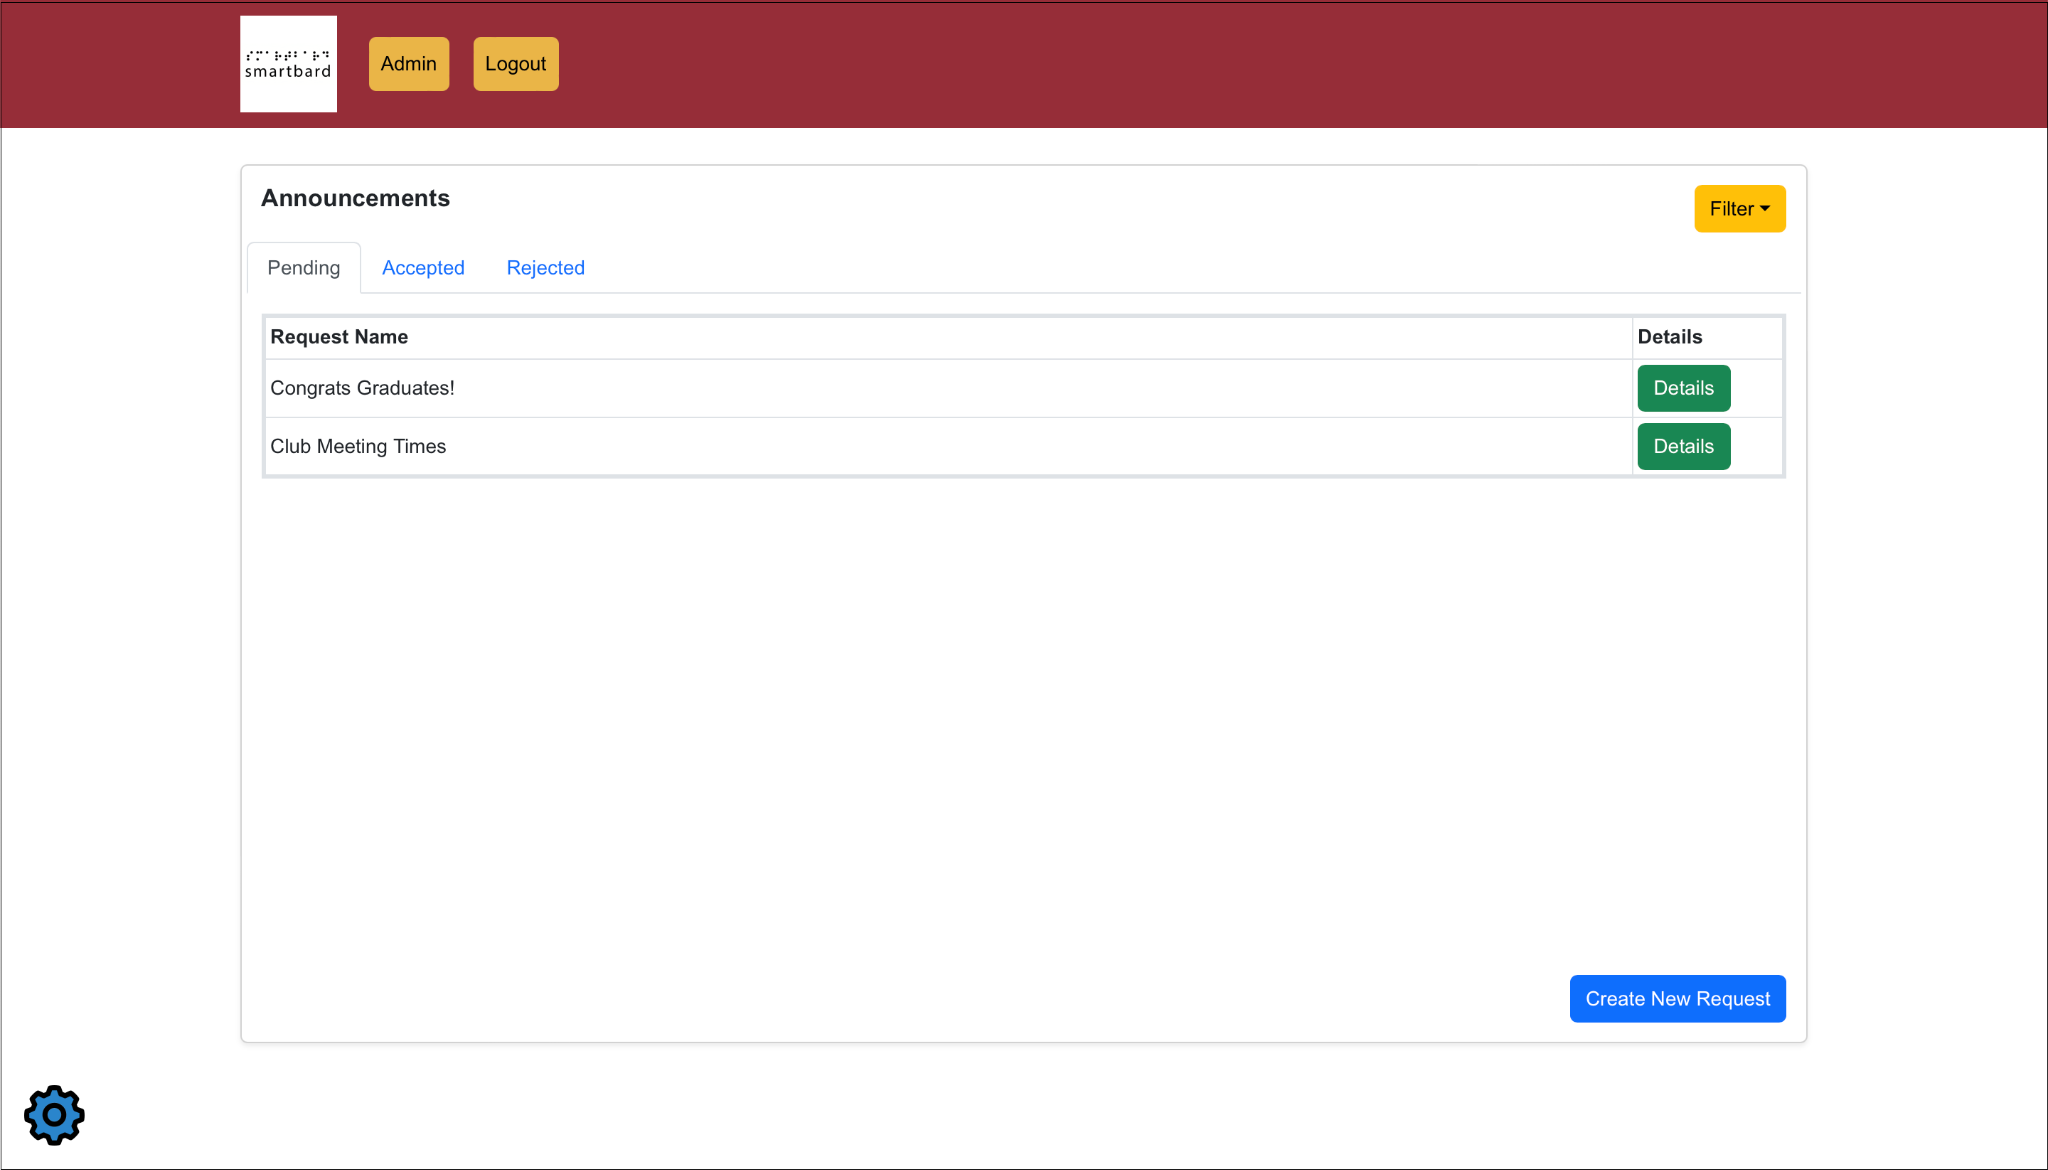 smartbard
Admin
Logout
Announcements
Filter
Pending
Accepted
Rejected
Request Name
Details
Congrats Graduates!
Details
Club Meeting Times
Details
Create New Request